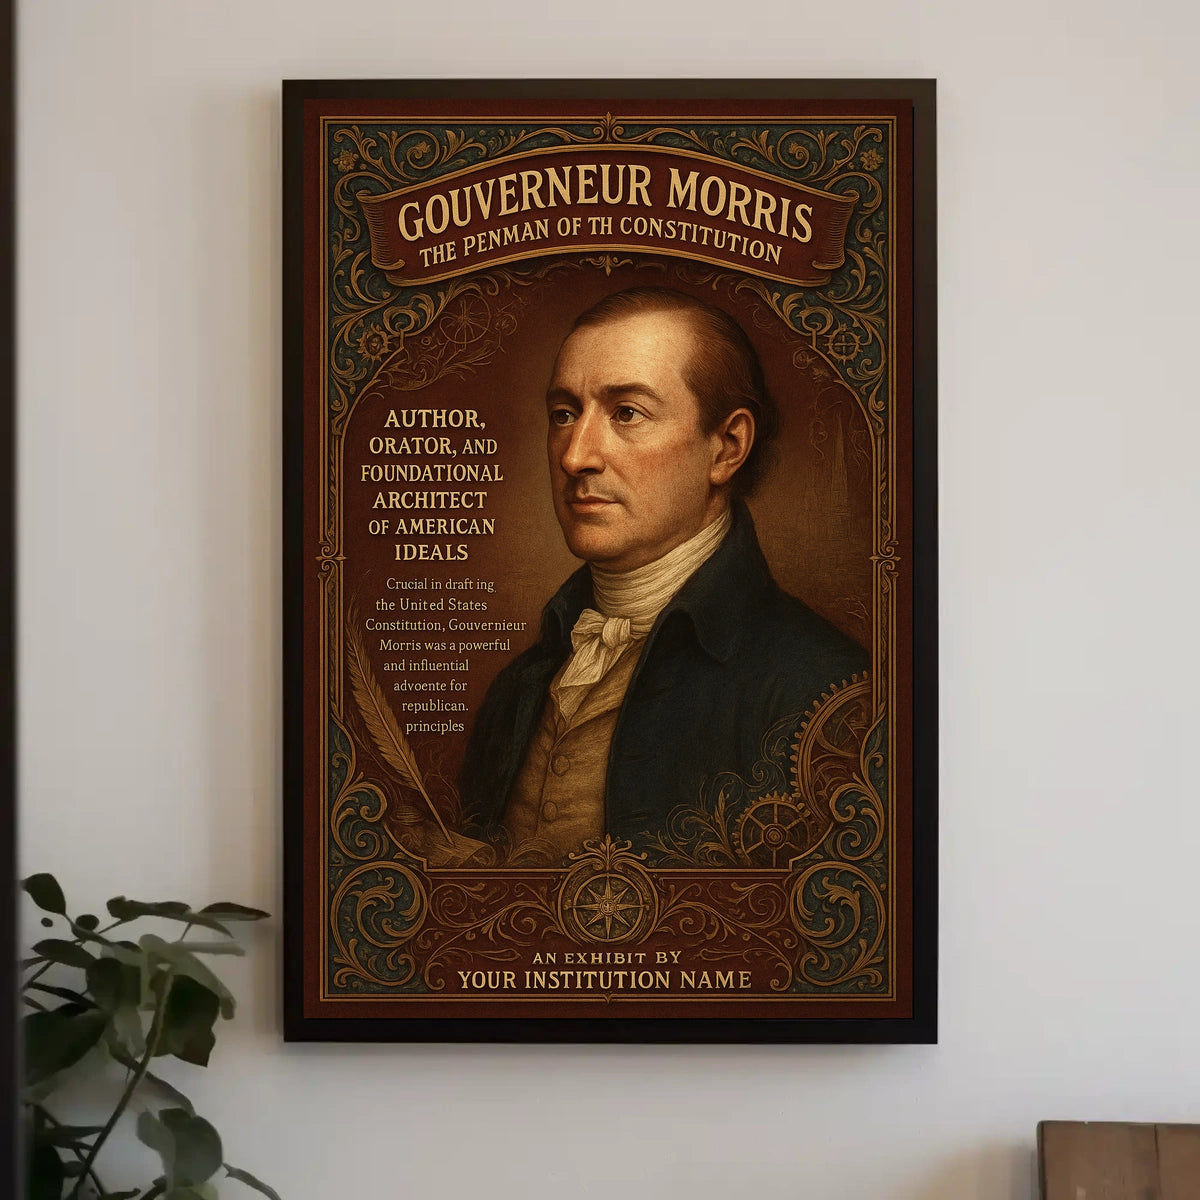 GOUVERNEUR MORRIS
THE PENMAN OF TH CONSTITUTION
AUTHOR,
ORATOR, AND
FOUNDATIONAL
ARCHITECT
OF AMERICAN
IDEALS
Crucial in draft ing
the United States
Constitution, Gouvernieur
Morris was a powerful
and influential
advoente for
republican.
principles
AN EXHIBIT BY
YOUR INSTITUTION NAME